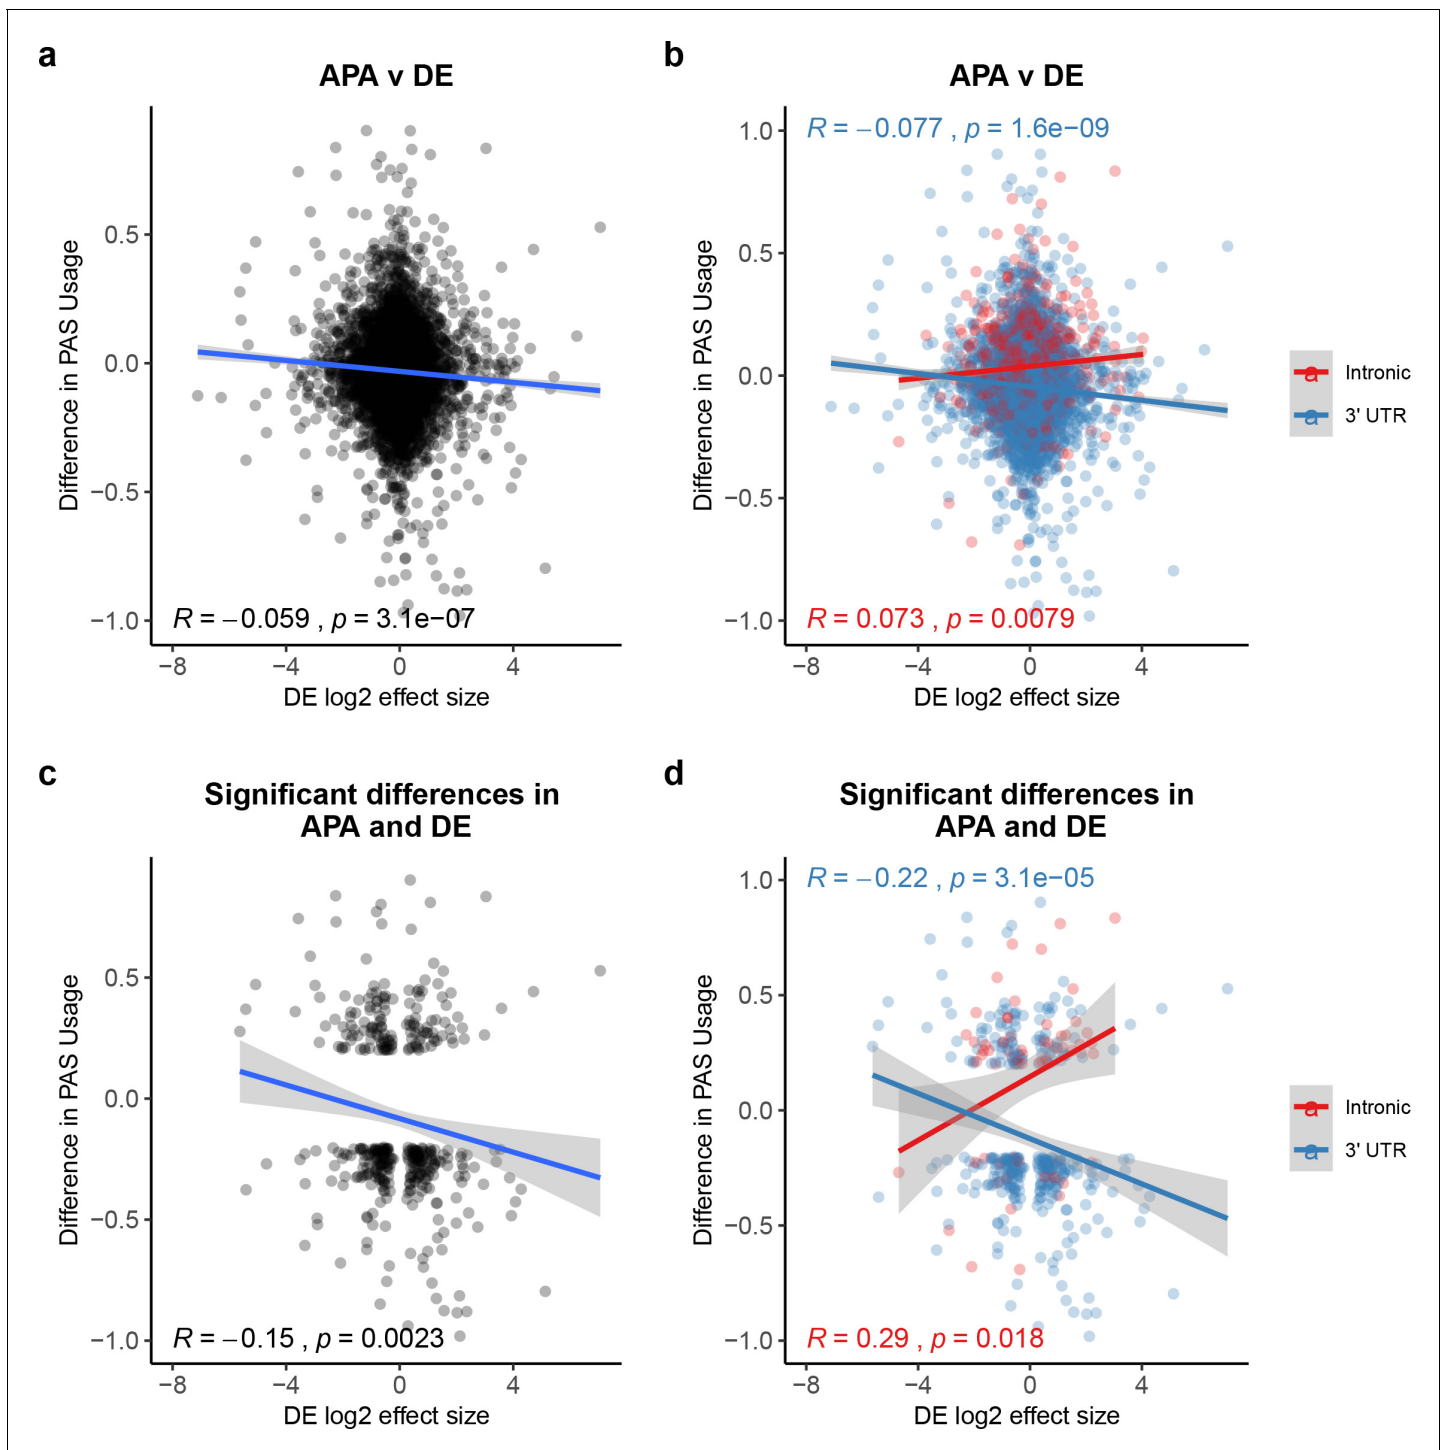 a
APA v DE
0.5
0.0
−0.5
−1.0
Difference in PAS Usage
R = −0.059 , p = 3.1e−07
−8 −4 0 4
DE log2 effect size
b
APA v DE
R = −0.077 , p = 1.6e−09
1.0
0.5
0.0
−0.5
−1.0
Difference in PAS Usage
R = 0.073 , p = 0.0079
−8 −4 0 4
DE log2 effect size
a Intronic
a 3' UTR
c
Significant differences in
APA and DE
0.5
0.0
−0.5
−1.0
Difference in PAS Usage
R = −0.15 , p = 0.0023
−8 −4 0 4
DE log2 effect size
d
Significant differences in
APA and DE
R = −0.22 , p = 3.1e−05
1.0
0.5
0.0
−0.5
−1.0
Difference in PAS Usage
R = 0.29 , p = 0.018
−8 −4 0 4
DE log2 effect size
a Intronic
a 3' UTR